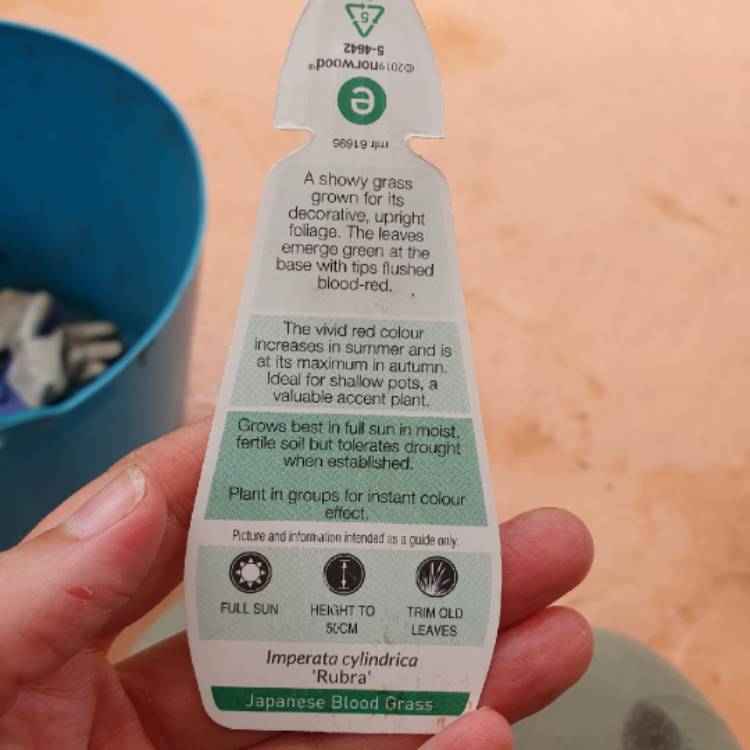 5
5-4642
©2019norwood®
e
mfr 61695
A showy grass
grown for its
decorative, upright
foliage. The leaves
emerge green at the
base with tips flushed
blood-red.
The vivid red colour
increases in summer and is
at its maximum in autumn.
Ideal for shallow pots, a
valuable accent plant.
Grows best in full sun in moist,
fertile soil but tolerates drought
when established.
Plant in groups for instant colour
effect.
Picture and information intended as a guide only.
FULL SUN
HEIGHT TO
50CM
TRIM OLD
LEAVES
Imperata cylindrica
'Rubra'
Japanese Blood Grass